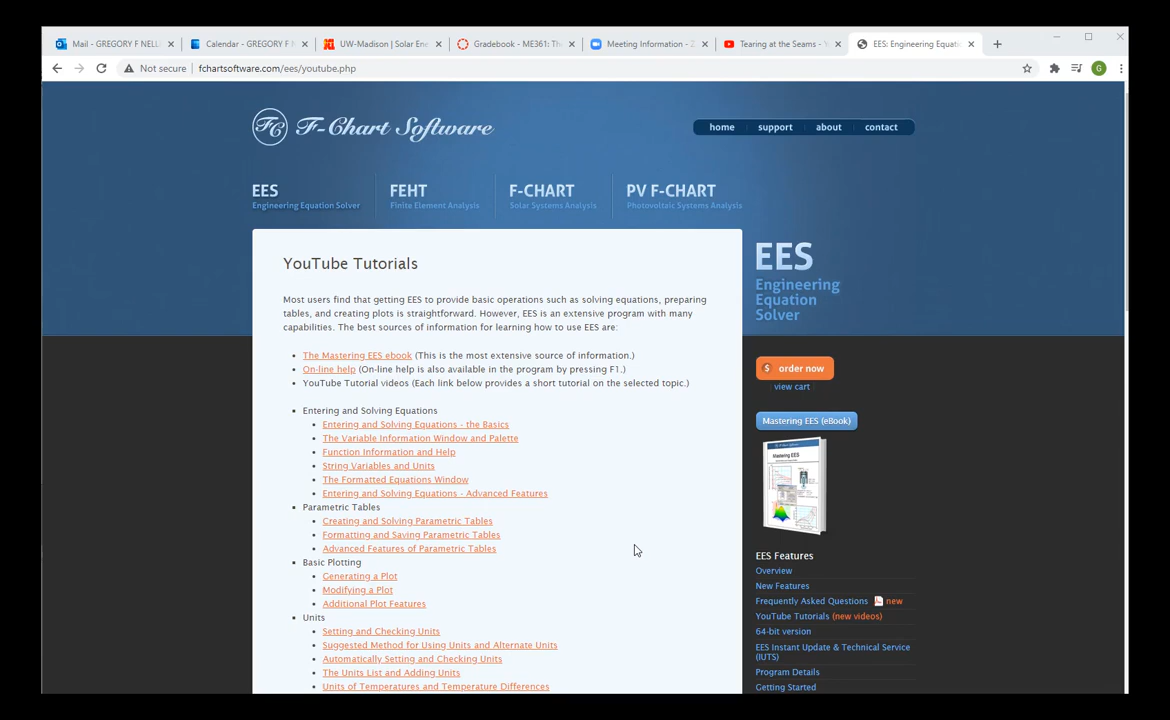 Mail - GREGORY F NELL
Calendar - GREGORY F N
UW-Madison | Solar Ene
Gradebook - ME361: Th
Meeting Information - Z
Tearing at the Seams - Y
EES: Engineering Equati
Not secure | fchartsoftware.com/ees/youtube.php
G
FC F-Chart Software
home support about contact
EES FEHT F-CHART PV F-CHART
Engineering Equation Solver Finite Element Analysis Solar Systems Analysis Photovoltaic Systems Analysis
YouTube Tutorials
Most users find that getting EES to provide basic operations such as solving equations, preparing
tables, and creating plots is straightforward. However, EES is an extensive program with many
capabilities. The best sources of information for learning how to use EES are:
• The Mastering EES ebook (This is the most extensive source of information.)
• On-line help (On-line help is also available in the program by pressing F1.)
• YouTube Tutorial videos (Each link below provides a short tutorial on the selected topic.)
• Entering and Solving Equations
• Entering and Solving Equations - the Basics
• The Variable Information Window and Palette
• Function Information and Help
• String Variables and Units
• The Formatted Equations Window
• Entering and Solving Equations - Advanced Features
• Parametric Tables
• Creating and Solving Parametric Tables
• Formatting and Saving Parametric Tables
• Advanced Features of Parametric Tables
• Basic Plotting
• Generating a Plot
• Modifying a Plot
• Additional Plot Features
• Units
• Setting and Checking Units
• Suggested Method for Using Units and Alternate Units
• Automatically Setting and Checking Units
• The Units List and Adding Units
• Units of Temperatures and Temperature Differences
EES
Engineering
Equation
Solver
$ order now
view cart
Mastering EES (eBook)
Mastering EES
EES Features
Overview
New Features
Frequently Asked Questions new
YouTube Tutorials (new videos)
64-bit version
EES Instant Update & Technical Service
(IUTS)
Program Details
Getting Started